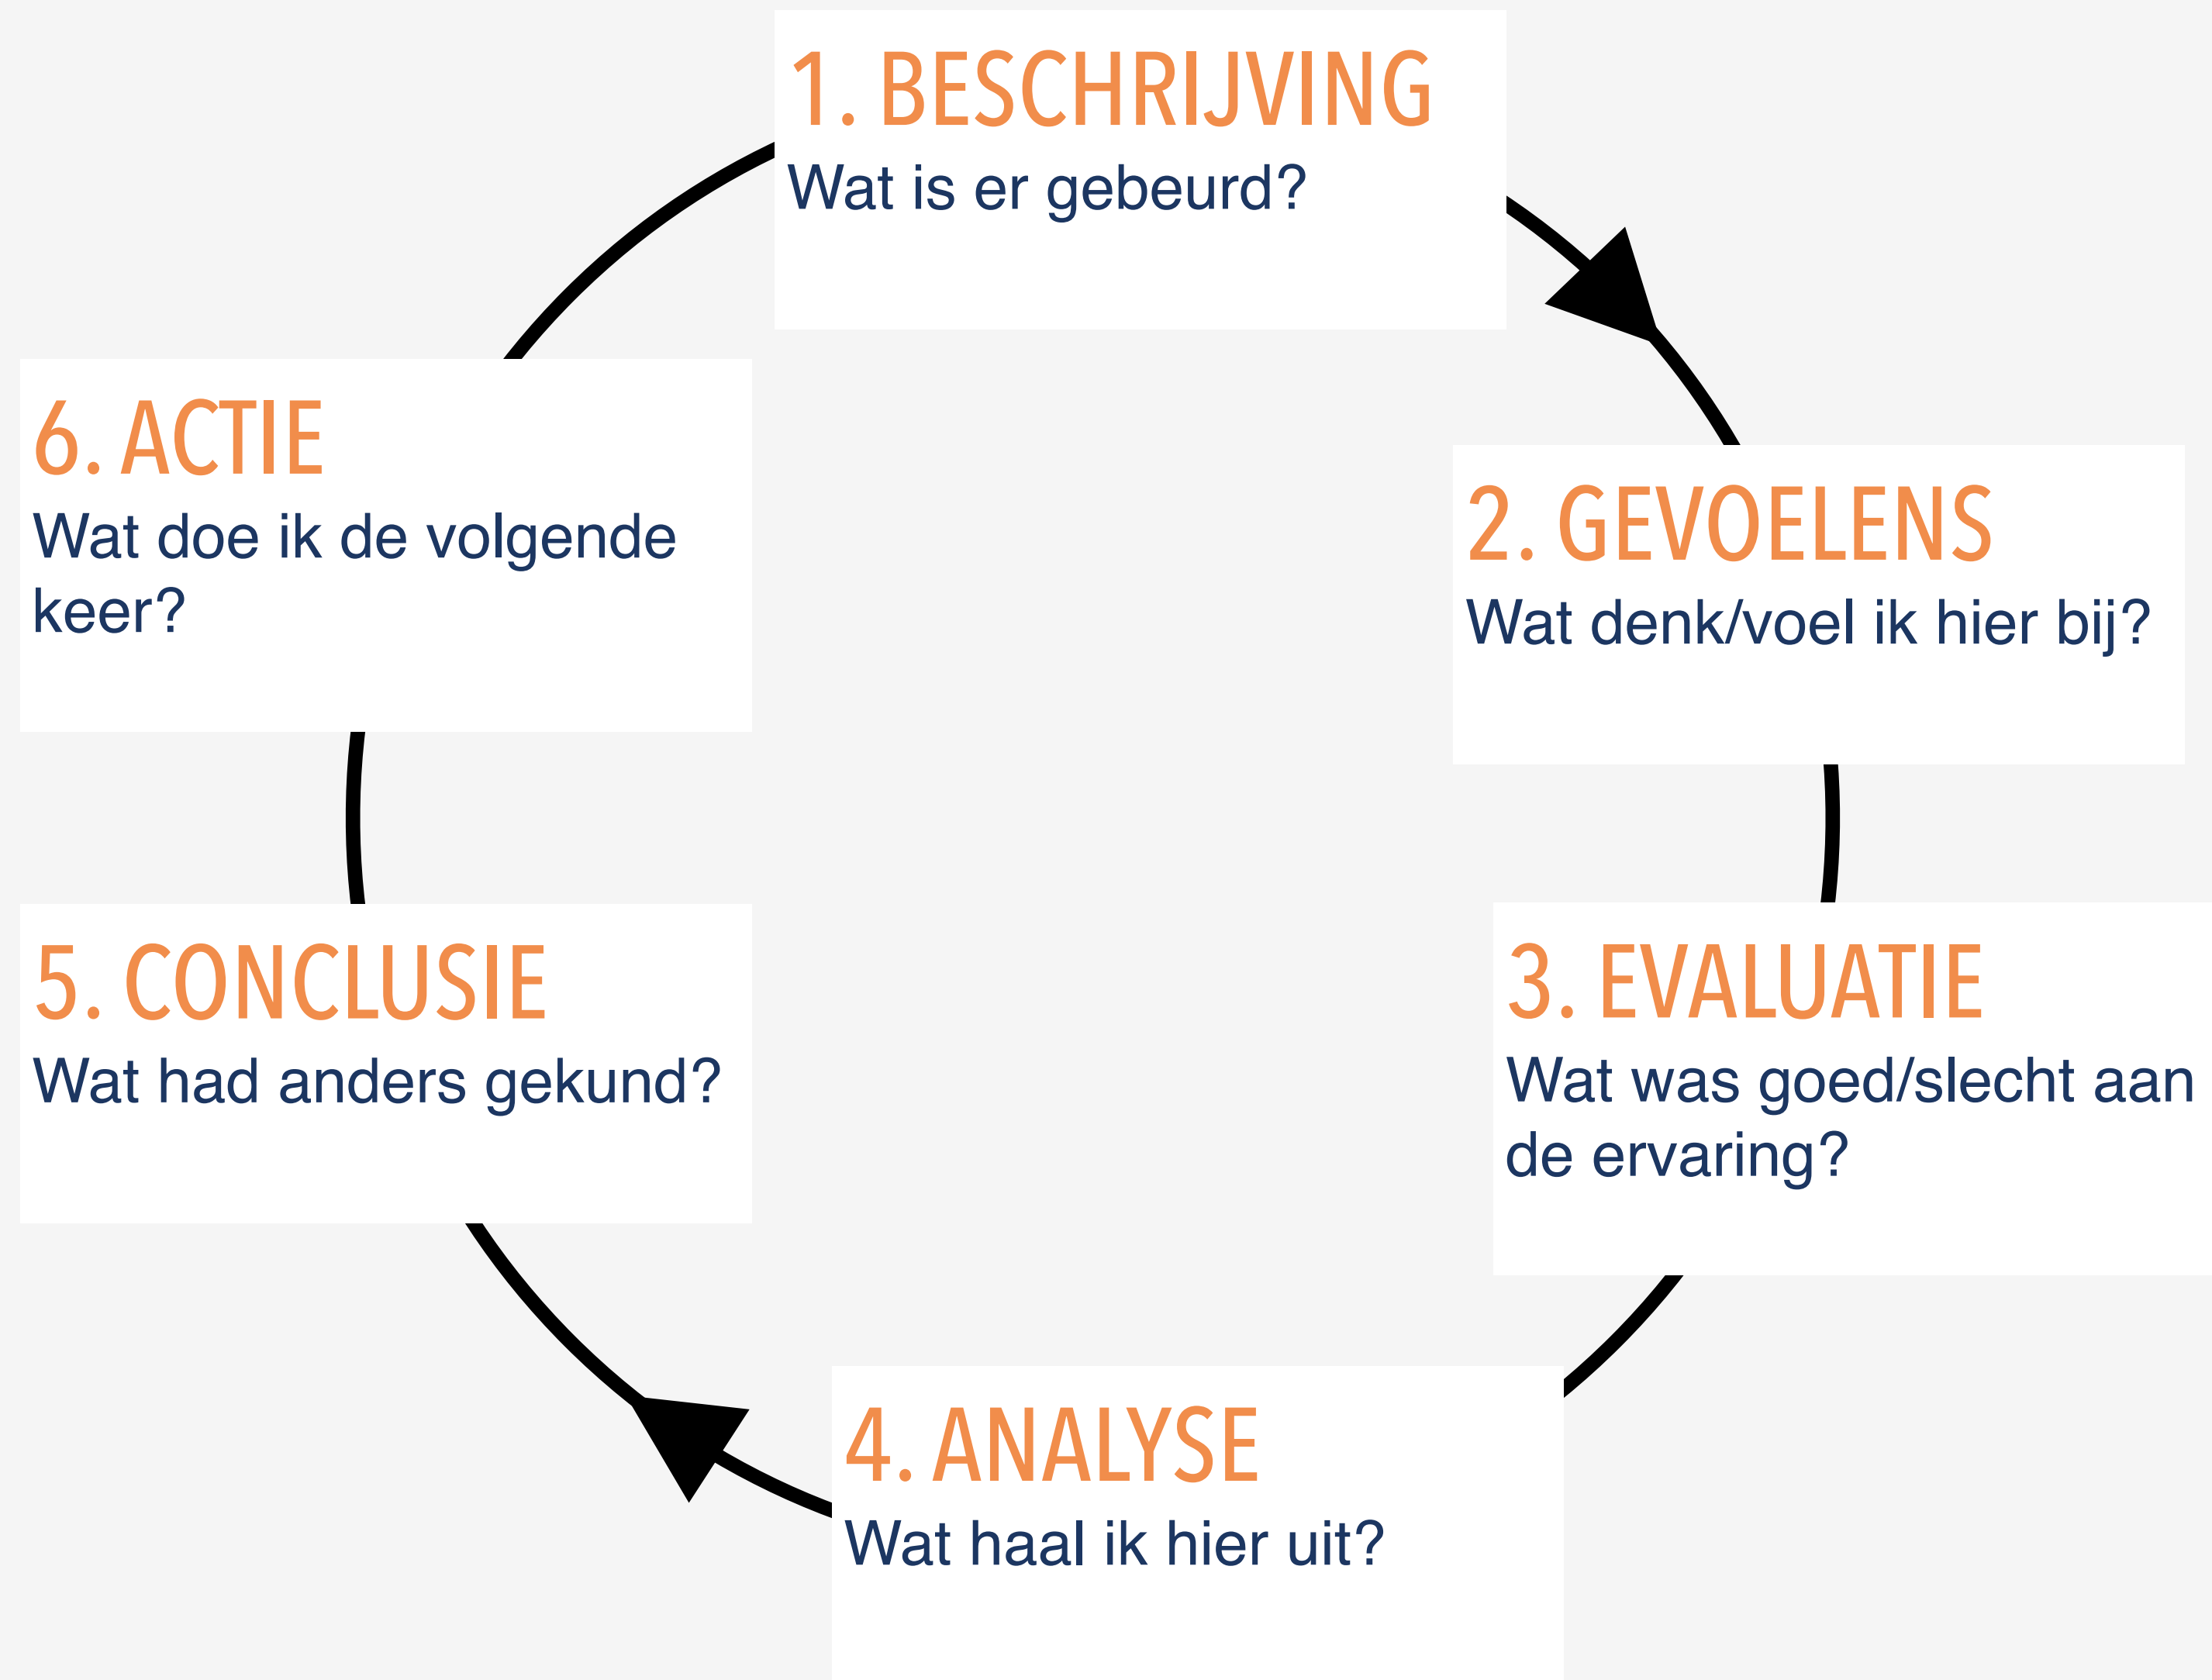 1. BESCHRIJVING
Wat is er gebeurd?
2. GEVOELENS
Wat denk/voel ik hier bij?
3. EVALUATIE
Wat was goed/slecht aan
de ervaring?
4. ANALYSE
Wat haal ik hier uit?
5. CONCLUSIE
Wat had anders gekund?
6. ACTIE
Wat doe ik de volgende
keer?